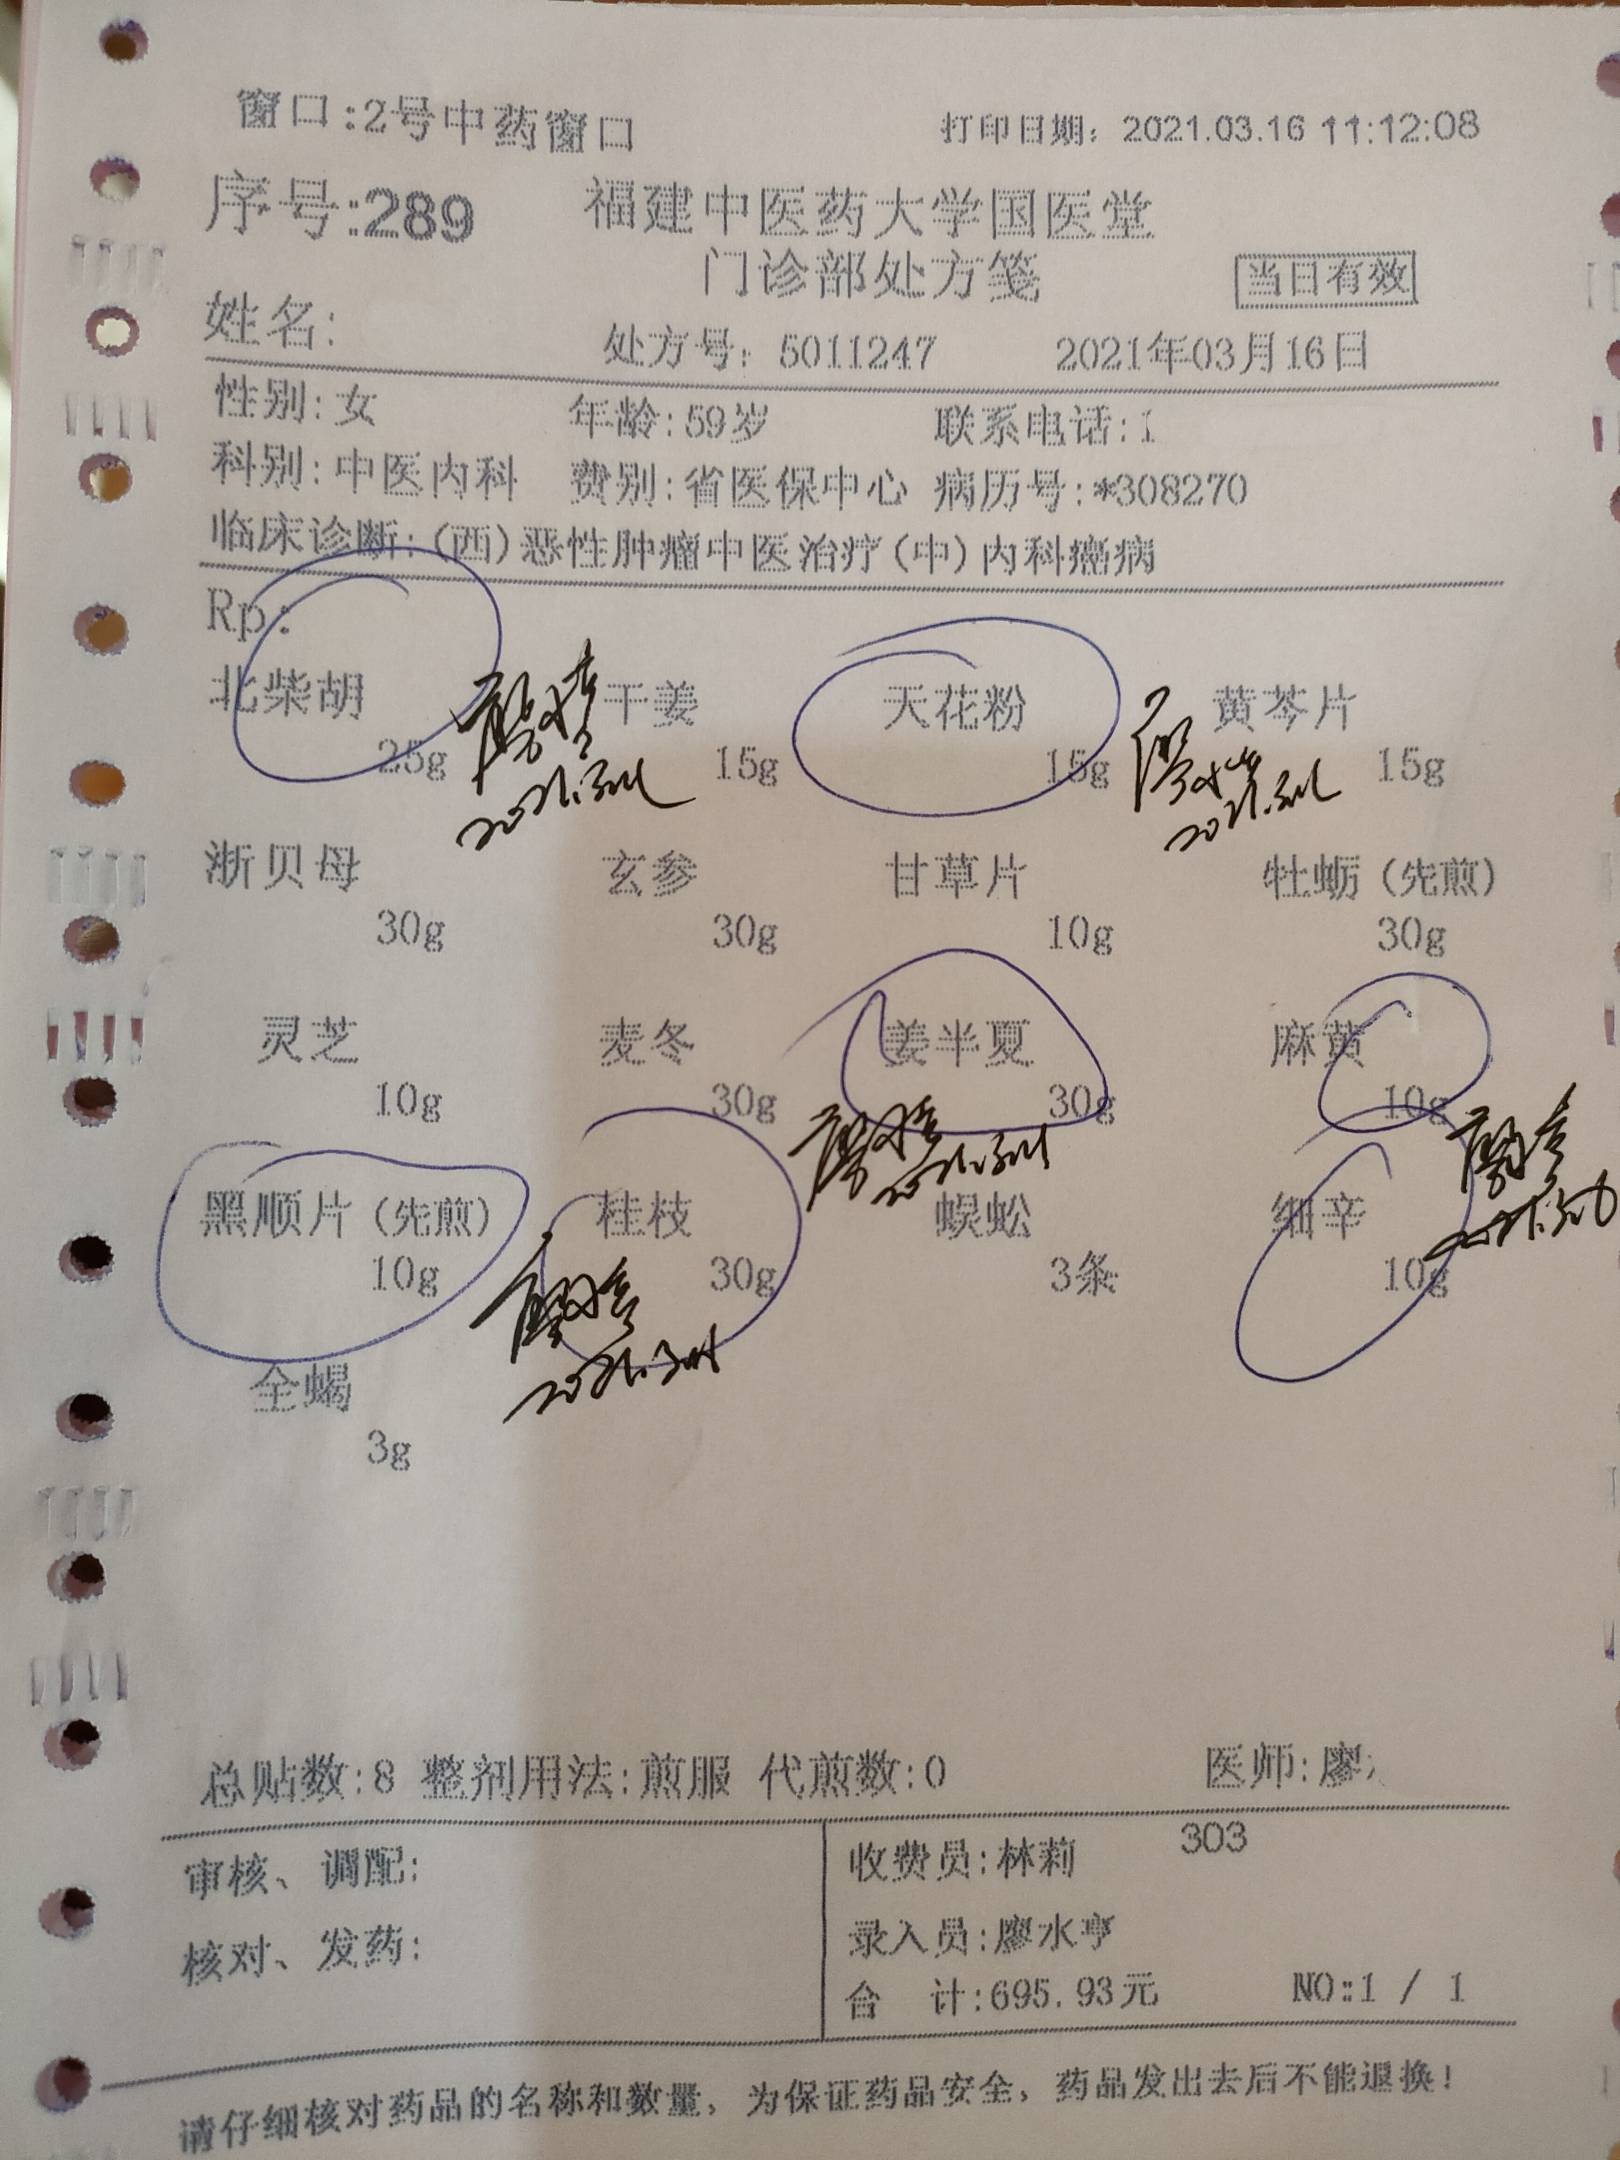 窗口:2号中药窗口 打印日期: 2021.03.16 11:12:08
序号:289 福建中医药大学国医堂
门诊部处方笺 当日有效
姓名: 处方号: 5011247 2021年03月16日
性别:女 年龄:59岁 联系电话:1
科别:中医内科 费别:省医保中心 病历号:*308270
临床诊断:(西)恶性肿瘤中医治疗(中)内科癌病
Rp:
北柴胡 干姜 天花粉 黄芩片
25g 15g 15g 15g
浙贝母 玄参 甘草片 牡蛎(先煎)
30g 30g 10g 30g
灵芝 麦冬 姜半夏 麻黄
10g 30g 30g 10g
黑顺片(先煎) 桂枝 蜈蚣 细辛
10g 30g 3条 10g
全蝎
3g
总贴数:8 整剂用法:煎服 代煎数:0 医师:廖
审核、调配: 收费员:林莉 303
核对、发药: 录入员:廖水亨
合 计:695.93元 NO:1 / 1
请仔细核对药品的名称和数量，为保证药品安全，药品发出去后不能退换!